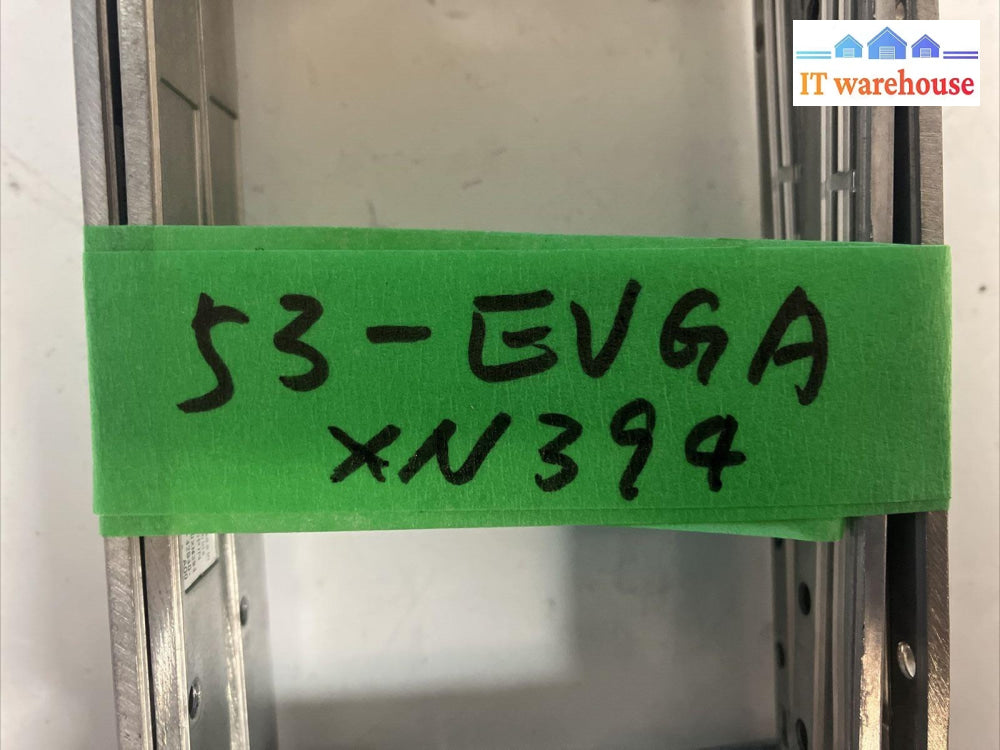 IT warehouse
53-EVGA
XN394